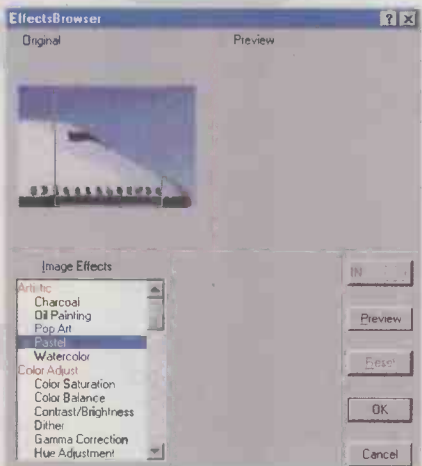 EffectsBrowser
Original
Preview
Image Effects
Artistic
Charcoal
Oil Painting
Pop Art
Pastel
Watercolor
Color Adjust
Color Saturation
Color Balance
Contrast/Brightness
Dither
Gamma Correction
Hue Adjustment
IN
Preview
Reset
OK
Cancel